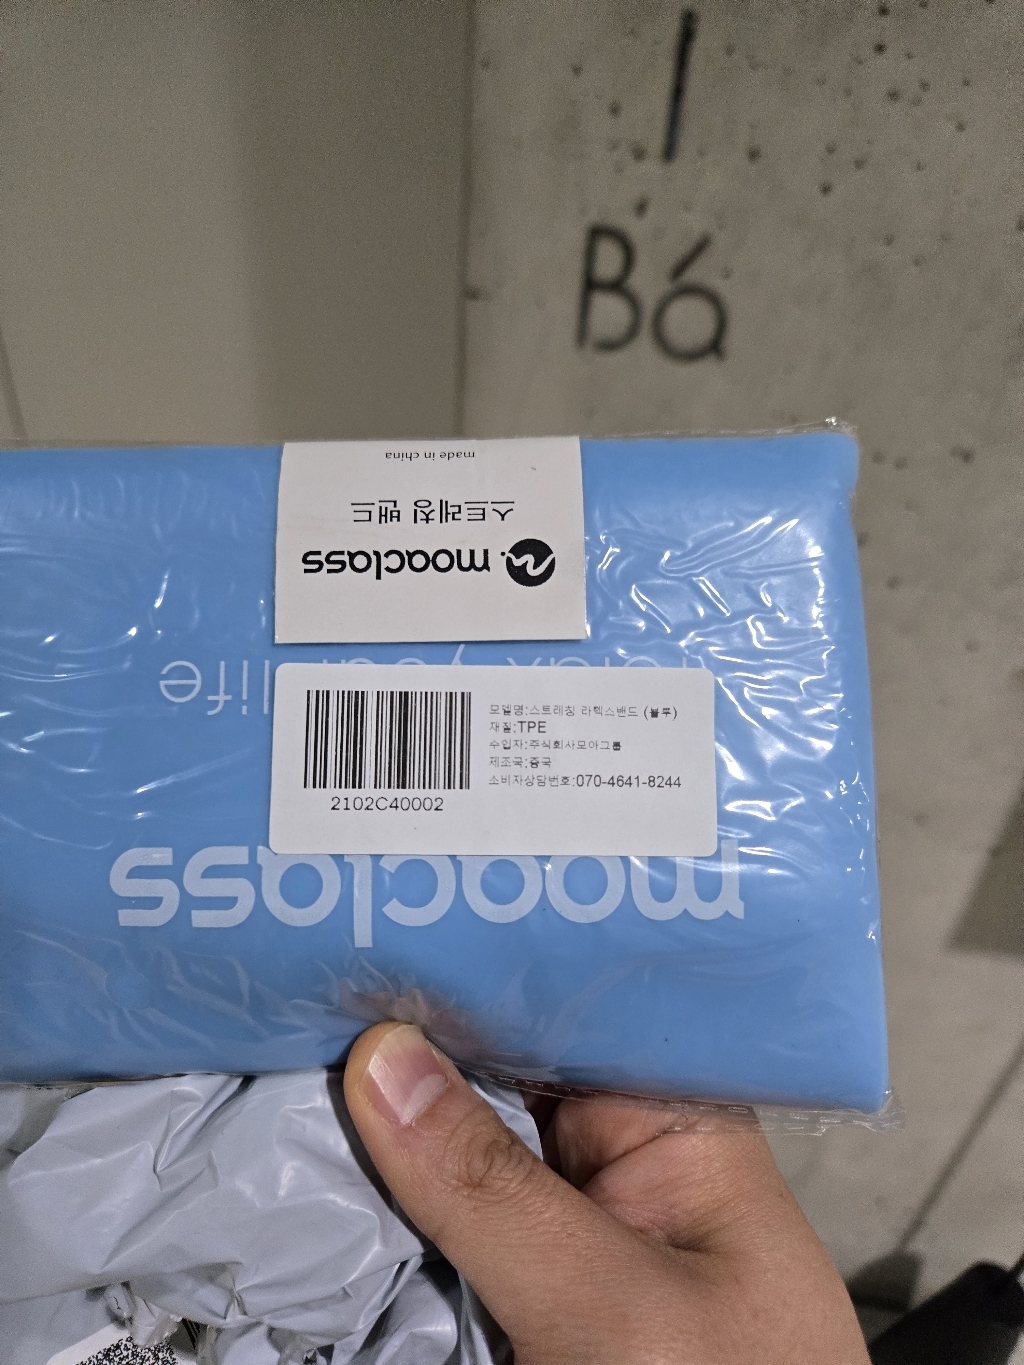 Bá
made in china
스트레칭 밴드
moaclass
relax your life
2102C40002
모델명:스트레칭 라텍스밴드 (블루)
재질:TPE
수입자:주식회사모아그룹
제조국:중국
소비자상담번호:070-4641-8244
moaclass